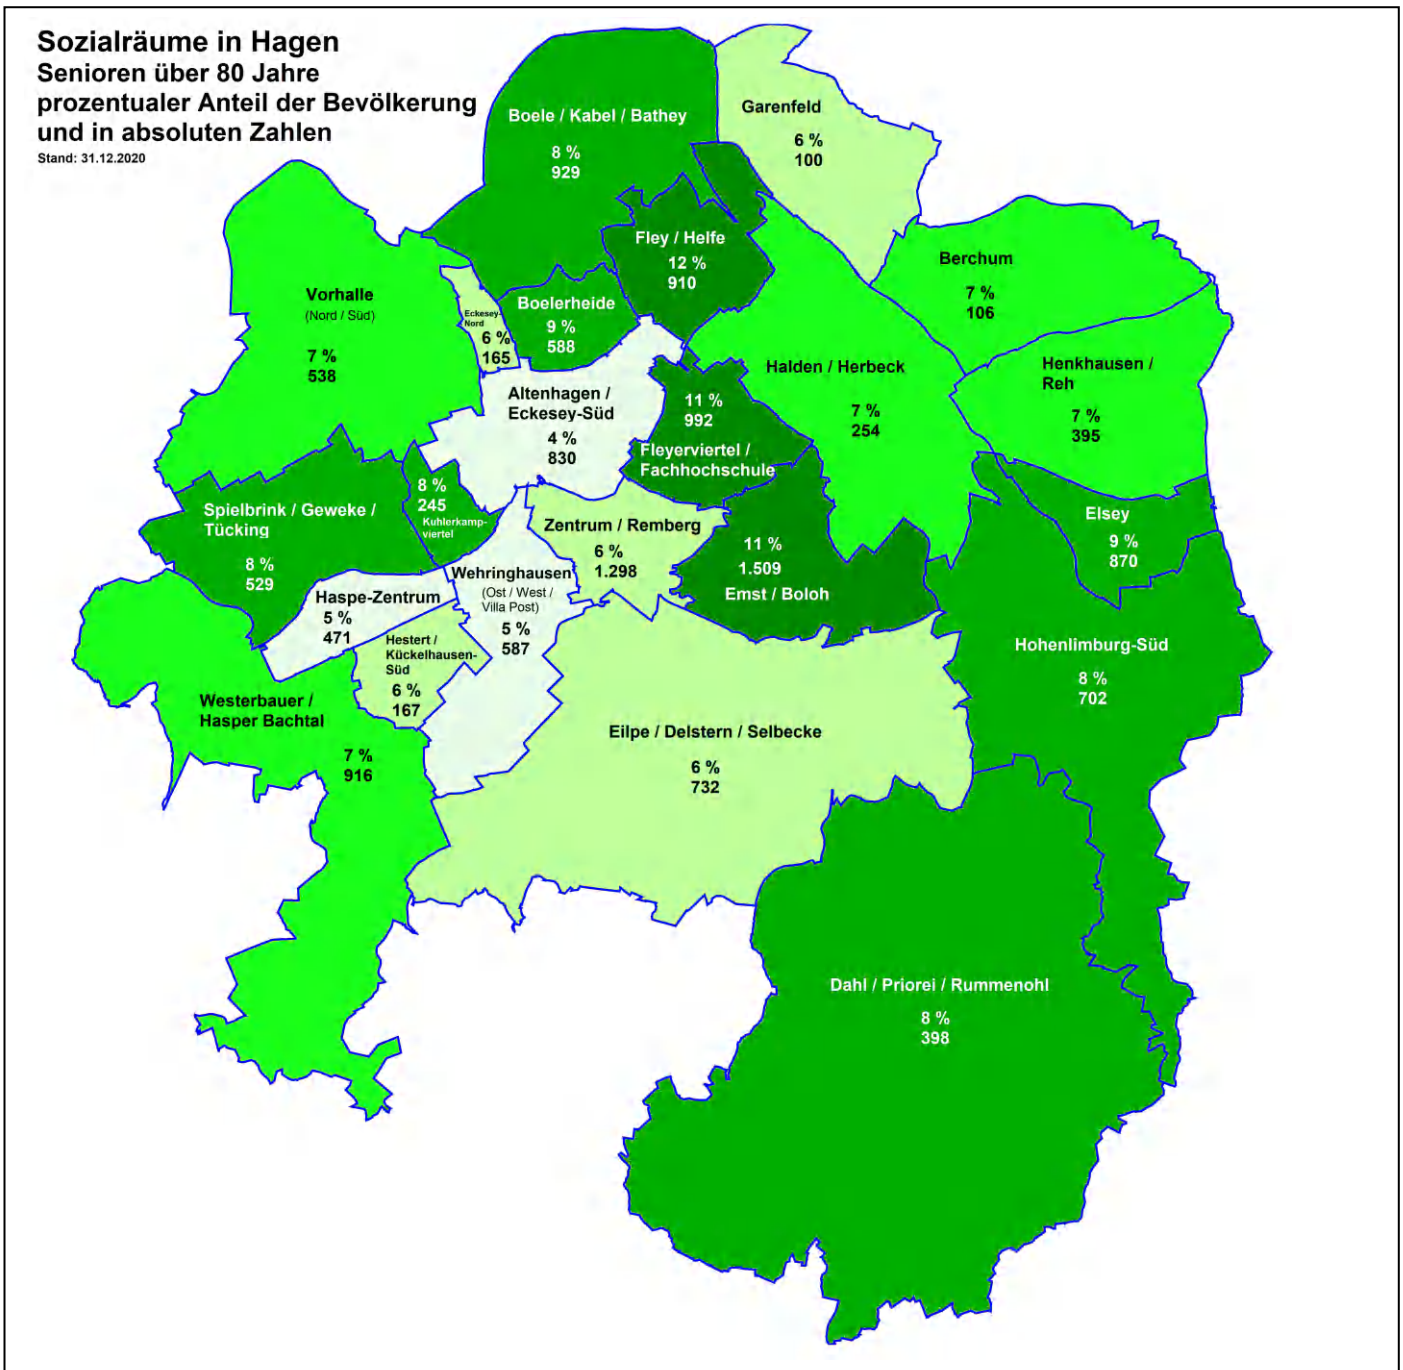 Sozialräume in Hagen
Senioren über 80 Jahre
prozentualer Anteil der Bevölkerung
und in absoluten Zahlen
Stand: 31.12.2020
Boele / Kabel / Bathey
8 %
929
Garenfeld
6 %
100
Fley / Helfe
12 %
910
Berchum
7 %
106
Vorhalle
(Nord / Süd)
7 %
538
Eckesey-
Nord
6 %
165
Boelerheide
9 %
588
Halden / Herbeck
7 %
254
Henkhausen /
Reh
7 %
395
Altenhagen /
Eckesey-Süd
4 %
830
11 %
992
Fleyerviertel /
Fachhochschule
Spielbrink / Geweke /
Tücking
8 %
529
8 %
245
Kuhlerkamp-
viertel
Zentrum / Remberg
6 %
1.298
11 %
1.509
Emst / Boloh
Elsey
9 %
870
Wehringhausen
(Ost / West /
Villa Post)
5 %
587
Haspe-Zentrum
5 %
471
Hestert /
Kückelhausen-
Süd
6 %
167
Hohenlimburg-Süd
8 %
702
Westerbauer /
Hasper Bachtal
7 %
916
Eilpe / Delstern / Selbecke
6 %
732
Dahl / Priorei / Rummenohl
8 %
398